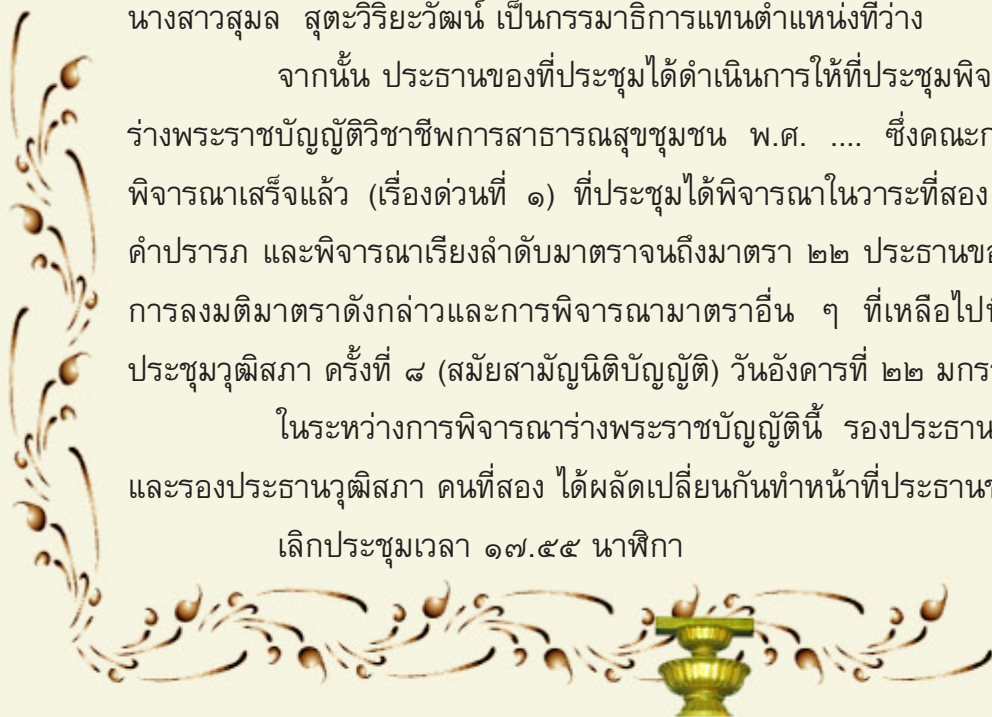 นางสาวสุมล สุตะวิริยะวัฒน์ เป็นกรรมาธิการแทนตำแหน่งที่ว่าง
จากนั้น ประธานของที่ประชุมได้ดำเนินการให้ที่ประชุมพิจ
ร่างพระราชบัญญัติวิชาชีพการสาธารณสุขชุมชน พ.ศ. .... ซึ่งคณะก
พิจารณาเสร็จแล้ว (เรื่องด่วนที่ ๑) ที่ประชุมได้พิจารณาในวาระที่สอง
คำปรารภ และพิจารณาเรียงลำดับมาตราจนถึงมาตรา ๒๒ ประธานขอ
การลงมติมาตราดังกล่าวและการพิจารณามาตราอื่น ๆ ที่เหลือไป
ประชุมวุฒิสภา ครั้งที่ ๘ (สมัยสามัญนิติบัญญัติ) วันอังคารที่ ๒๒ มกร
ในระหว่างการพิจารณาร่างพระราชบัญญัตินี้ รองประธาน
และรองประธานวุฒิสภา คนที่สอง ได้ผลัดเปลี่ยนกันทำหน้าที่ประธานข
เลิกประชุมเวลา ๑๗.๕๕ นาฬิกา